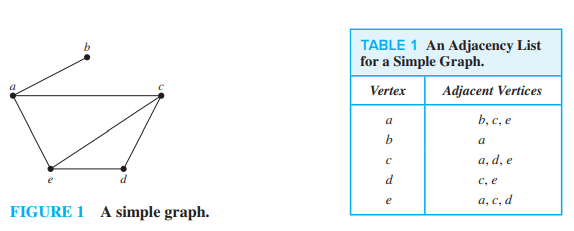 b
a
c
e
d
FIGURE 1 A simple graph.
TABLE 1 An Adjacency List
for a Simple Graph.
Vertex Adjacent Vertices
a b, c, e
b a
c a, d, e
d c, e
e a, c, d